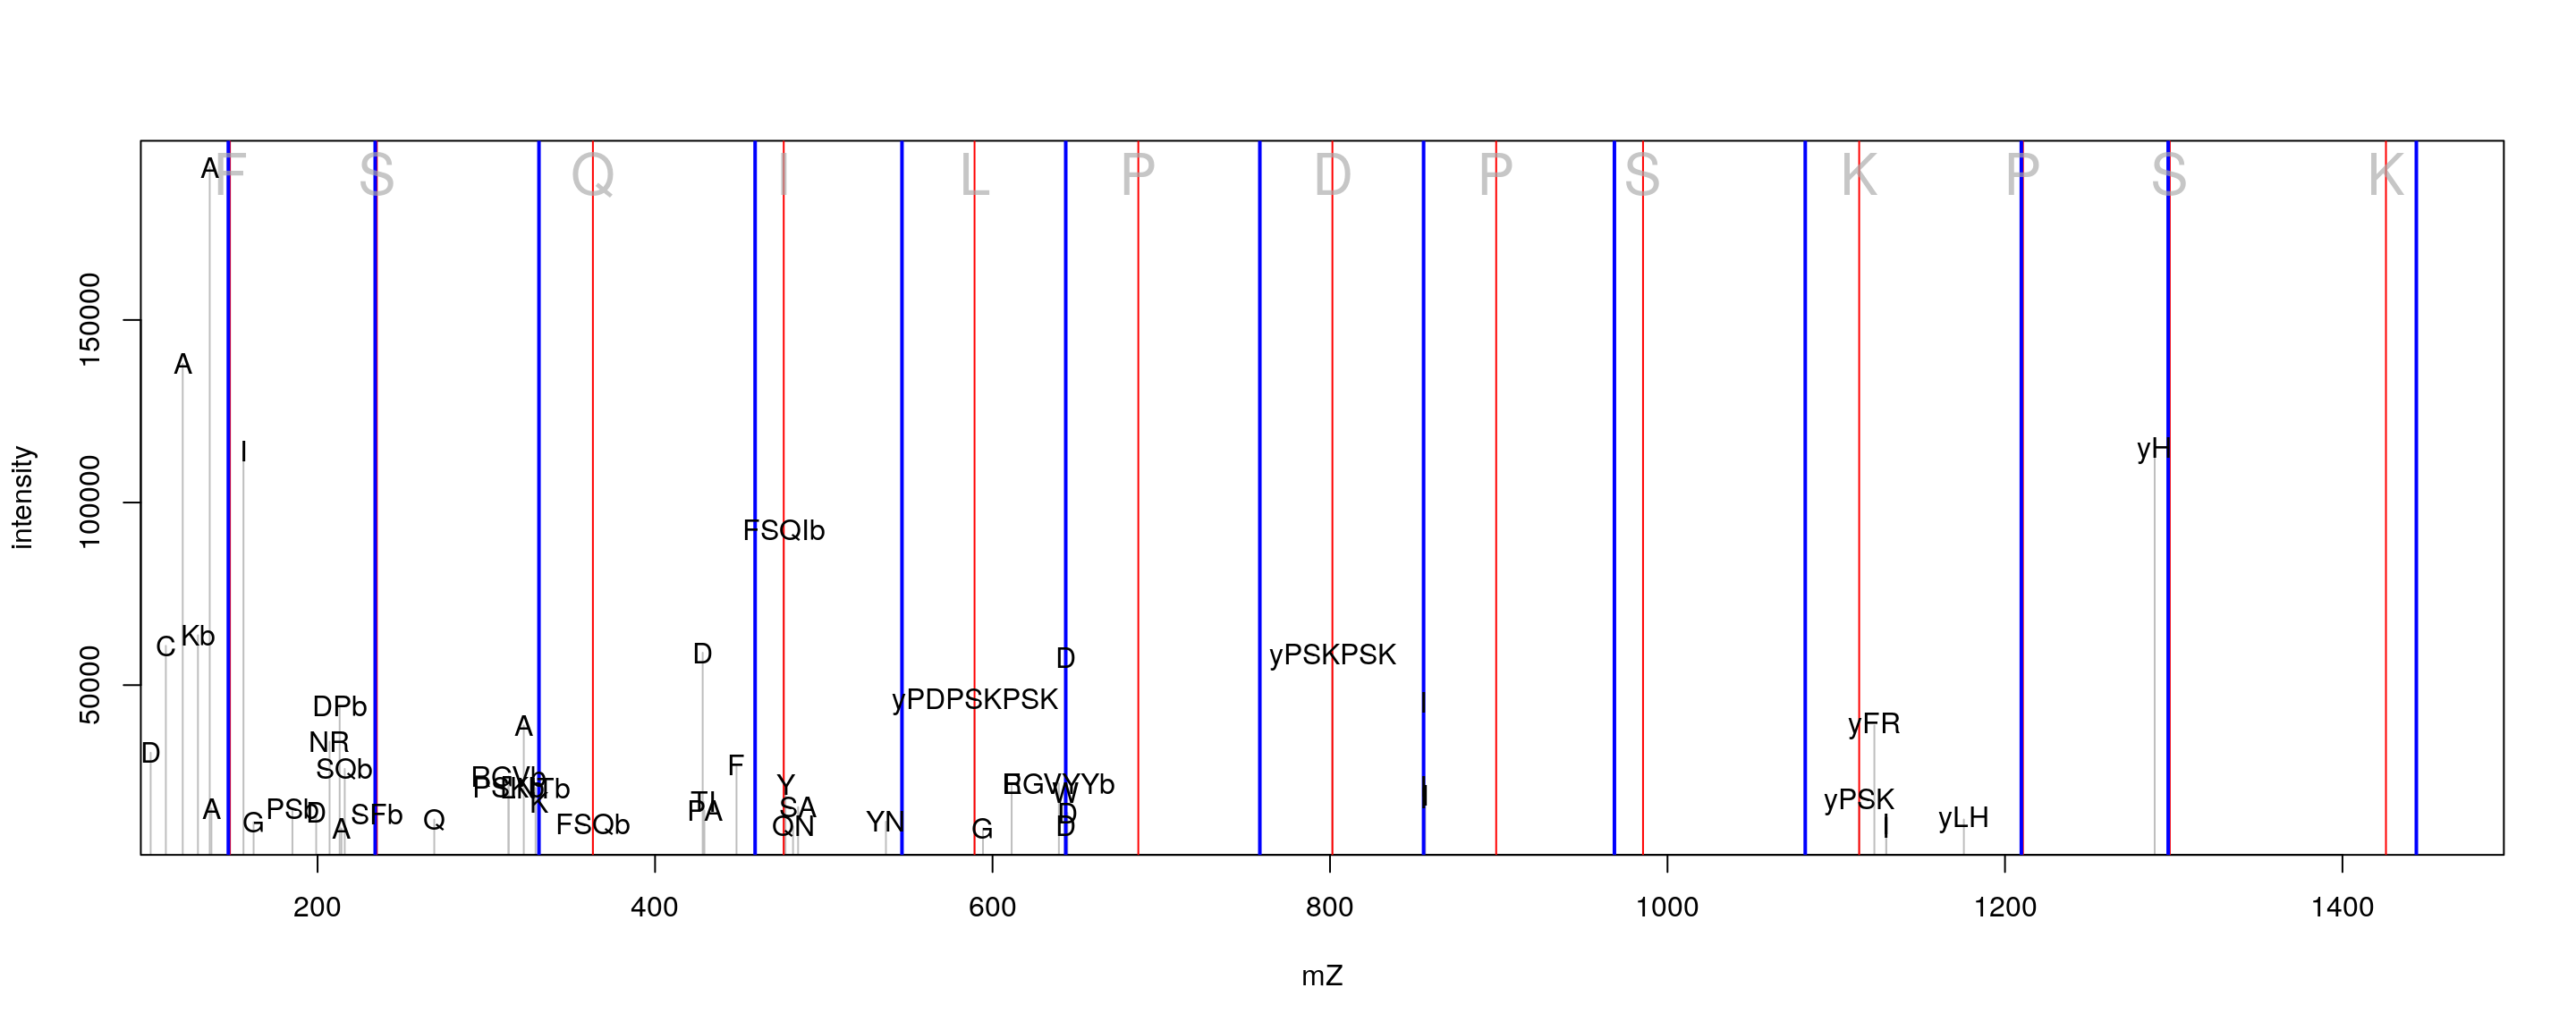 F S Q I L P D P S K P S K
A
A
I
yH
FSQIb
C
Kb
D
D
yPSKPSK
yPDPSKPSK
DPb
NR
SQb
D
A
yFR
F
Y
yPSK
TI
PA
SA
QN
YN
RGVYYb
W
D
D
A
PSb
D
SFb
G
A
Q
K
FSQb
G
I
yLH
intensity
50000
100000
150000
200
400
600
800
1000
1200
1400
mZ